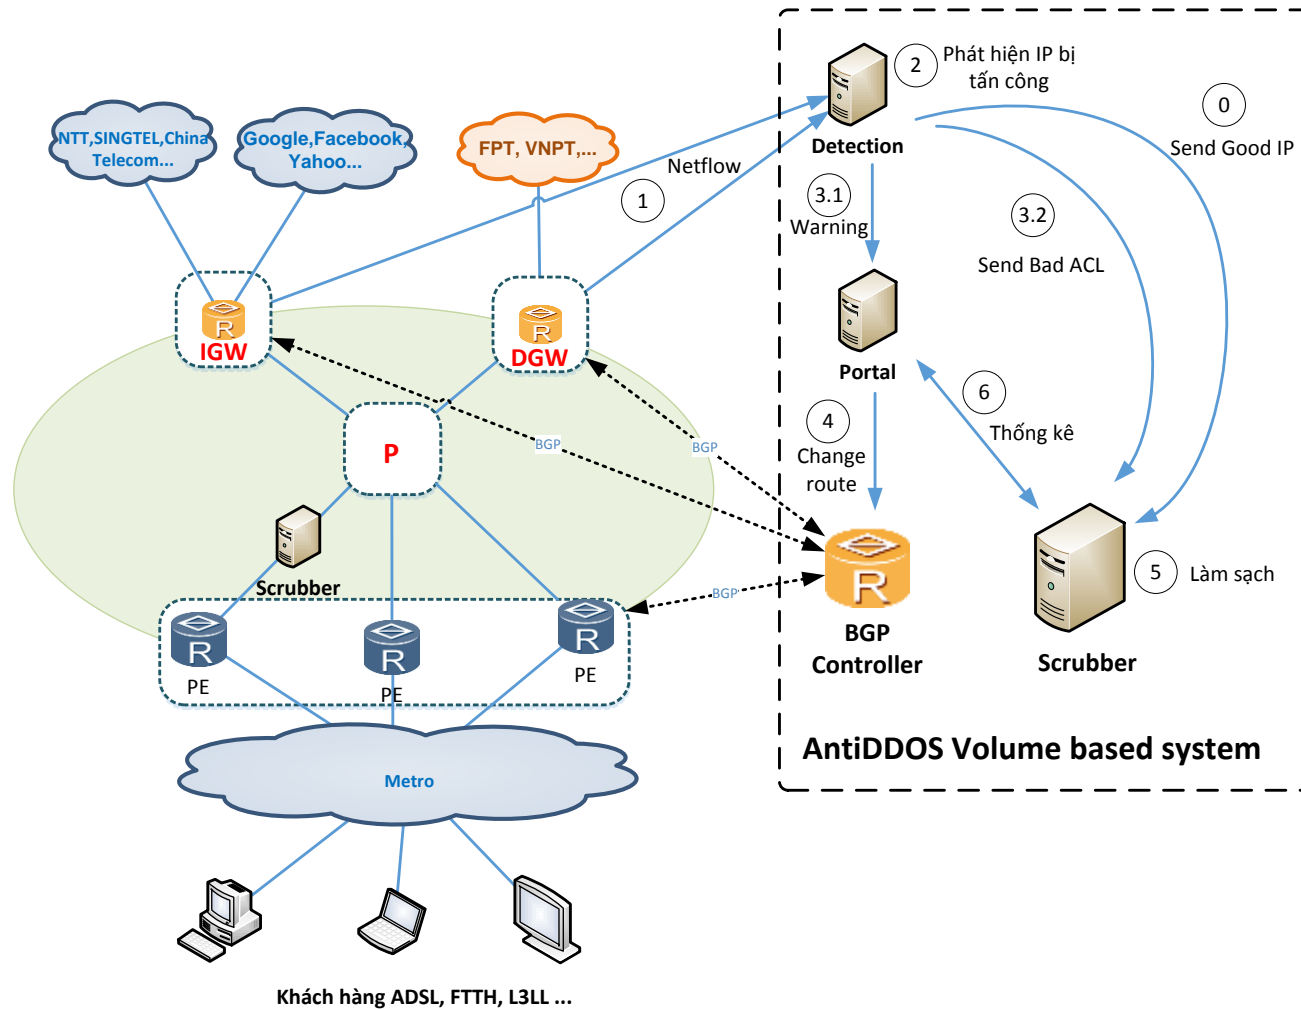 NTT,SINGTEL,China
Telecom...
Google,Facebook,
Yahoo...
FPT, VNPT,...
1
Netflow
Detection
2
Phát hiện IP bị
tấn công
0
Send Good IP
3.1
Warning
3.2
Send Bad ACL
R
IGW
R
DGW
Portal
P
BGP
BGP
4
Change
route
6
Thống kê
Scrubber
BGP
R
BGP
Controller
5
Làm sạch
Scrubber
R
PE
R
PE
R
PE
AntiDDOS Volume based system
Metro
Khách hàng ADSL, FTTH, L3LL ...